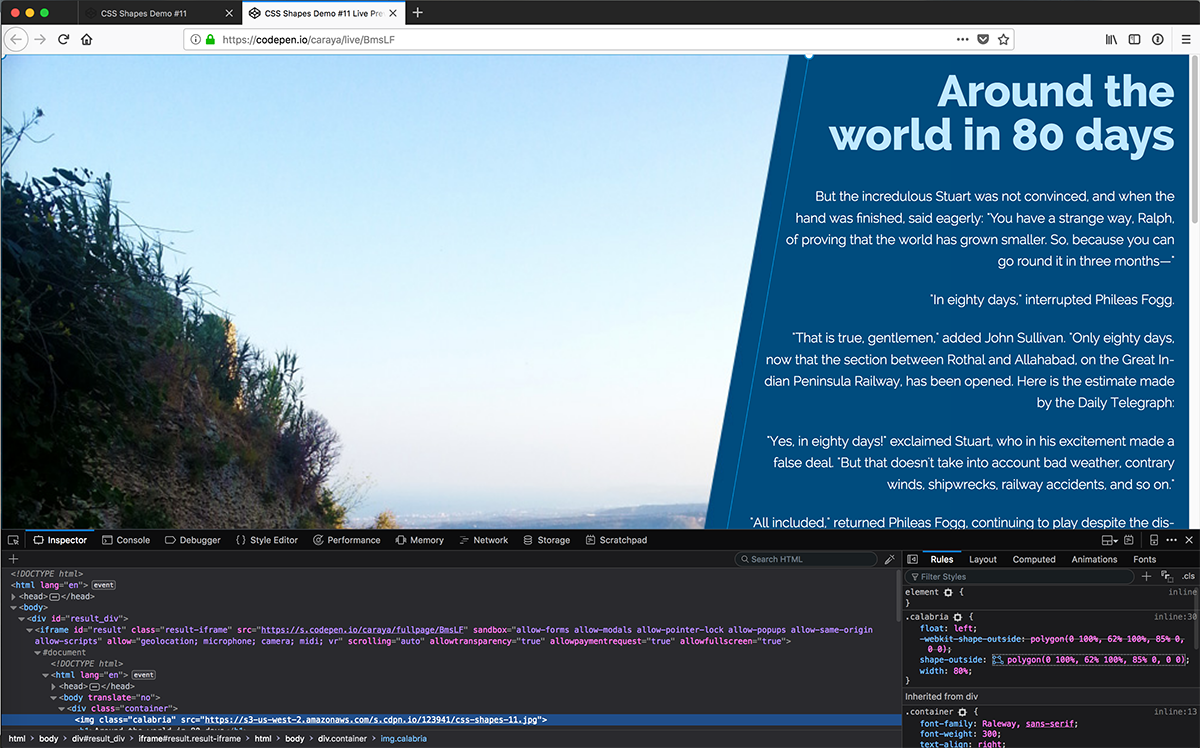 CSS Shapes Demo #11
CSS Shapes Demo #11 Live Pre
https://codepen.io/caraya/live/BmsLF
Around the
world in 80 days
But the incredulous Stuart was not convinced, and when the
hand was finished, said eagerly: "You have a strange way, Ralph,
of proving that the world has grown smaller. So, because you can
go round it in three months—"
"In eighty days," interrupted Phileas Fogg.
"That is true, gentlemen," added John Sullivan. "Only eighty days,
now that the section between Rothal and Allahabad, on the Great In-
dian Peninsula Railway, has been opened. Here is the estimate made
by the Daily Telegraph:
"Yes, in eighty days!" exclaimed Stuart, who in his excitement made a
false deal. "But that doesn't take into account bad weather, contrary
winds, shipwrecks, railway accidents, and so on."
"All included," returned Phileas Fogg, continuing to play despite the dis-
Inspector Console Debugger { } Style Editor Performance Memory Network Storage Scratchpad
Search HTML
Rules Layout Computed Animations Fonts
Filter Styles
.cls
<!DOCTYPE html>
<html lang="en"> event
<head></head>
<body>
<div id="result_div">
<iframe id="result" class="result-iframe" src="https://s.codepen.io/caraya/fullpage/BmsLF" sandbox="allow-forms allow-modals allow-pointer-lock allow-popups allow-same-origin
allow-scripts" allow="geolocation; microphone; camera; midi; vr" scrolling="auto" allowtransparency="true" allowpaymentrequest="true" allowfullscreen="true">
#document
<!DOCTYPE html>
<html lang="en"> event
<head></head>
<body translate="no">
<div class="container">
<img class="calabria" src="https://s3-us-west-2.amazonaws.com/s.cdpn.io/123941/css-shapes-11.jpg">
<h1>Around the world in 80 days</h1>
html > body > div#result_div > iframe#result.result-iframe > html > body > div.container > img.calabria
element { inline
}
.calabria { inline:30
float: left;
-webkit-shape-outside: polygon(0 100%, 62% 100%, 85% 0,
0 0);
shape-outside: polygon(0 100%, 62% 100%, 85% 0, 0 0);
width: 80%;
}
Inherited from div
.container { inline:13
font-family: Raleway, sans-serif;
font-weight: 300;
text-align: right;